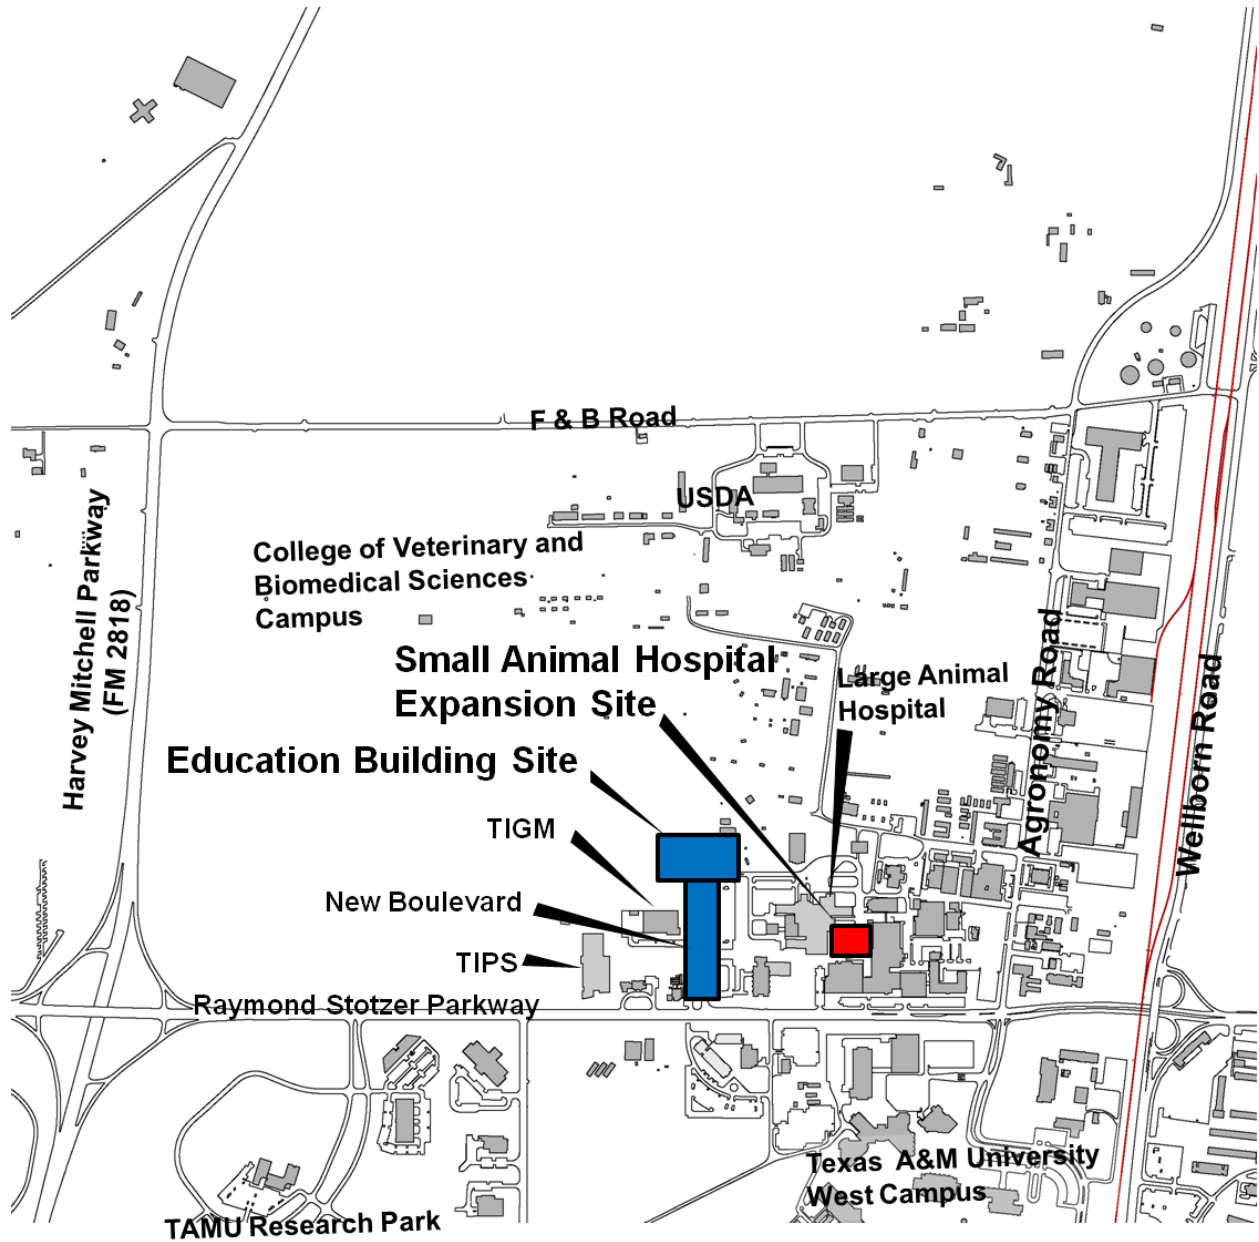 F & B Road
USDA
Harvey Mitchell Parkway
(FM 2818)
College of Veterinary and
Biomedical Sciences
Campus
Small Animal Hospital
Expansion Site
Large Animal
Hospital
Agronomy Road
Wellborn Road
Education Building Site
TIGM
New Boulevard
TIPS
Raymond Stotzer Parkway
Texas A&M University
West Campus
TAMU Research Park